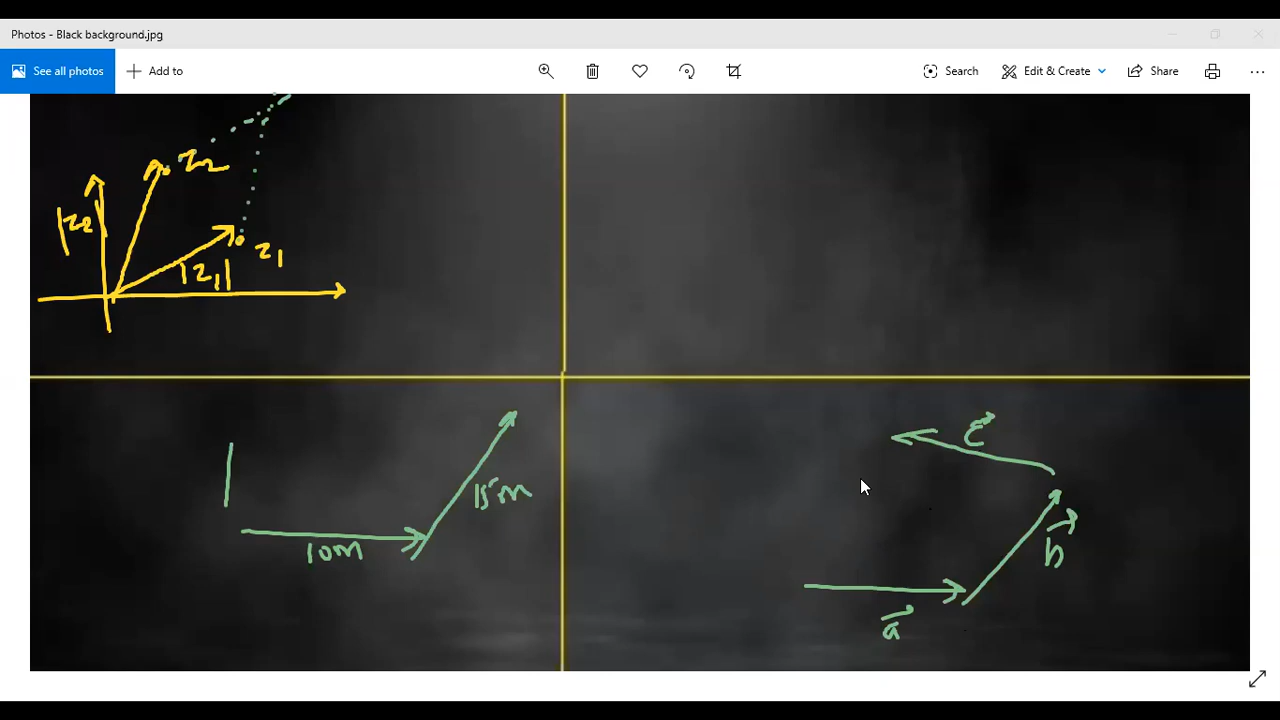 Photos - Black background.jpg
See all photos
Add to
Search
Edit & Create
Share
z2
|z2
z1
|z1|
10m
15m
c
b
a